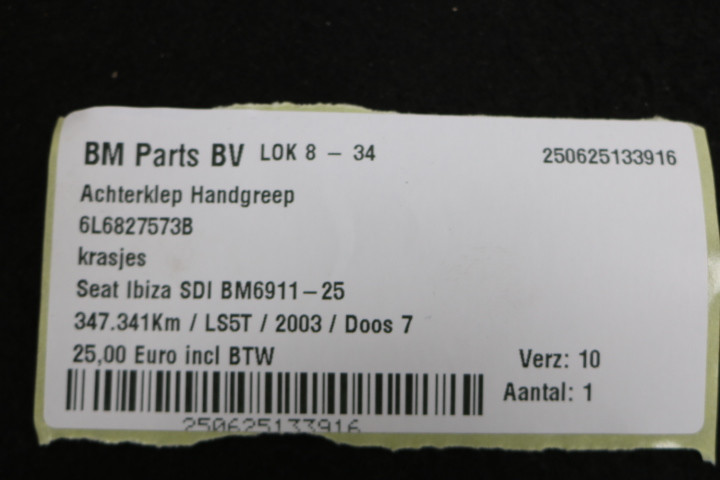 BM Parts BV LOK 8 - 34 250625133916
Achterklep Handgreep
6L6827573B
krasjes
Seat Ibiza SDI BM6911-25
347.341Km / LS5T / 2003 / Doos 7
25,00 Euro incl BTW Verz: 10
Aantal: 1
250625133916